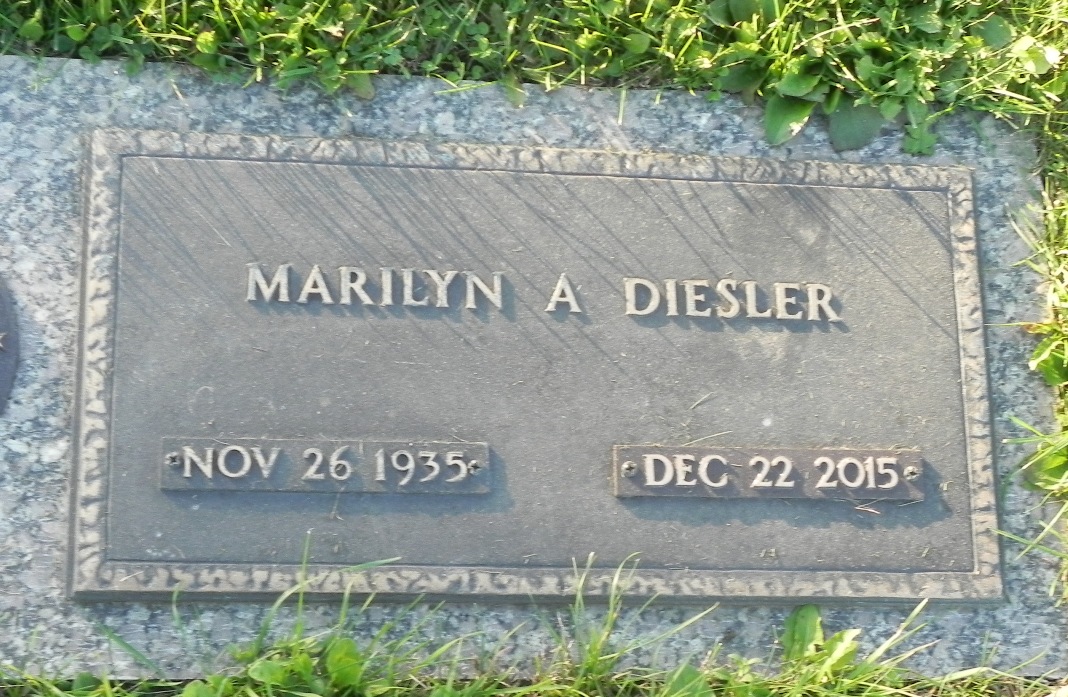 MARILYN A DIESLER
NOV 26 1935
DEC 22 2015